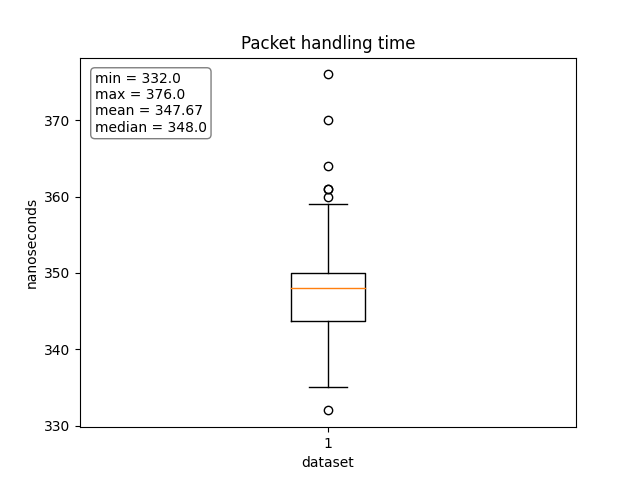 Packet handling time
min = 332.0
max = 376.0
mean = 347.67
median = 348.0
370
360
350
340
330
nanoseconds
1
dataset